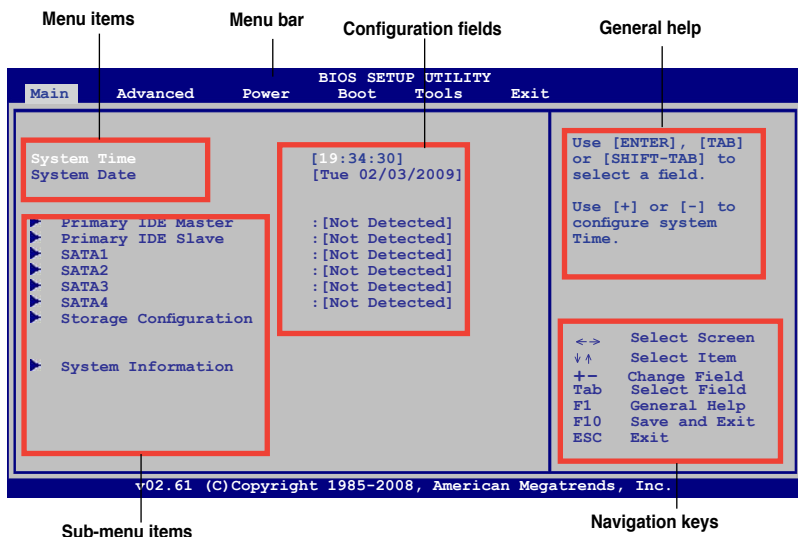 Menu items Menu bar Configuration fields General help
BIOS SETUP UTILITY
Main Advanced Power Boot Tools Exit
System Time [19:34:30]
System Date [Tue 02/03/2009]
Primary IDE Master :[Not Detected]
Primary IDE Slave :[Not Detected]
SATA1 :[Not Detected]
SATA2 :[Not Detected]
SATA3 :[Not Detected]
SATA4 :[Not Detected]
Storage Configuration
System Information
Use [ENTER], [TAB]
or [SHIFT-TAB] to
select a field.
Use [+] or [-] to
configure system
Time.
←→ Select Screen
↓↑ Select Item
+- Change Field
Tab Select Field
F1 General Help
F10 Save and Exit
ESC Exit
v02.61 (C)Copyright 1985-2008, American Megatrends, Inc.
Sub-menu items Navigation keys